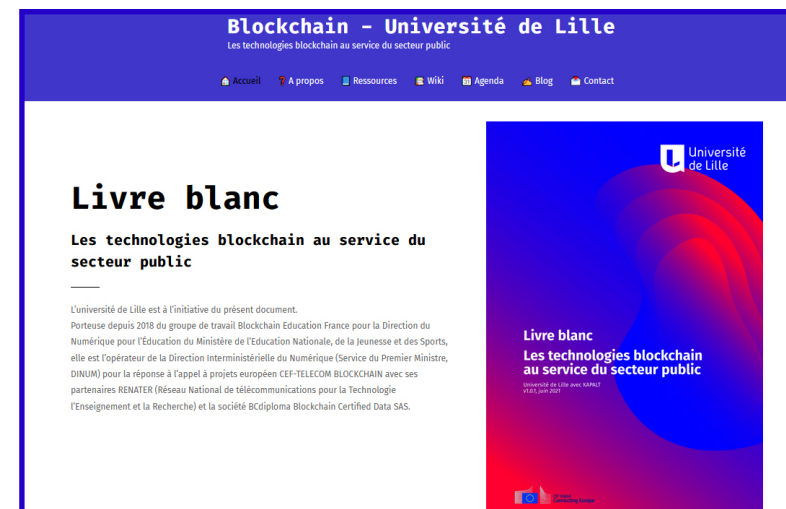 Blockchain - Université de Lille
Les technologies blockchain au service du secteur public
Accueil
A propos
Ressources
Wiki
Agenda
Blog
Contact
Livre blanc
Les technologies blockchain au service du
secteur public
L'université de Lille est à l'initiative du présent document.
Porteuse depuis 2018 du groupe de travail Blockchain Education France pour la Direction du
Numérique pour l'Éducation du Ministère de l'Education Nationale, de la Jeunesse et des Sports,
elle est l'opérateur de la Direction Interministérielle du Numérique (Service du Premier Ministre,
DINUM) pour la réponse à l'appel à projets européen CEF-TELECOM BLOCKCHAIN avec ses
partenaires RENATER (Réseau National de télécommunications pour la Technologie
l'Enseignement et la Recherche) et la société BCdiploma Blockchain Certified Data SAS.
Université
de Lille
Livre blanc
Les technologies blockchain
au service du secteur public
Université de Lille avec KAPALT
v1.0.1, juin 2021